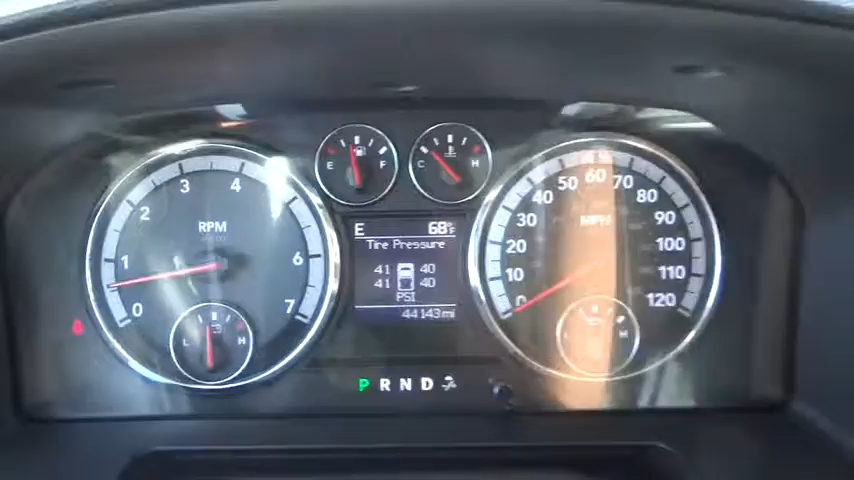 E F
C H
0 1 2 3 4 5 6 7
RPM
L H
E 68°F
Tire Pressure
41 40
41 40
PSI
44143mi
P R N D
0 10 20 30 40 50 60 70 80 90 100 110 120
MPH
H